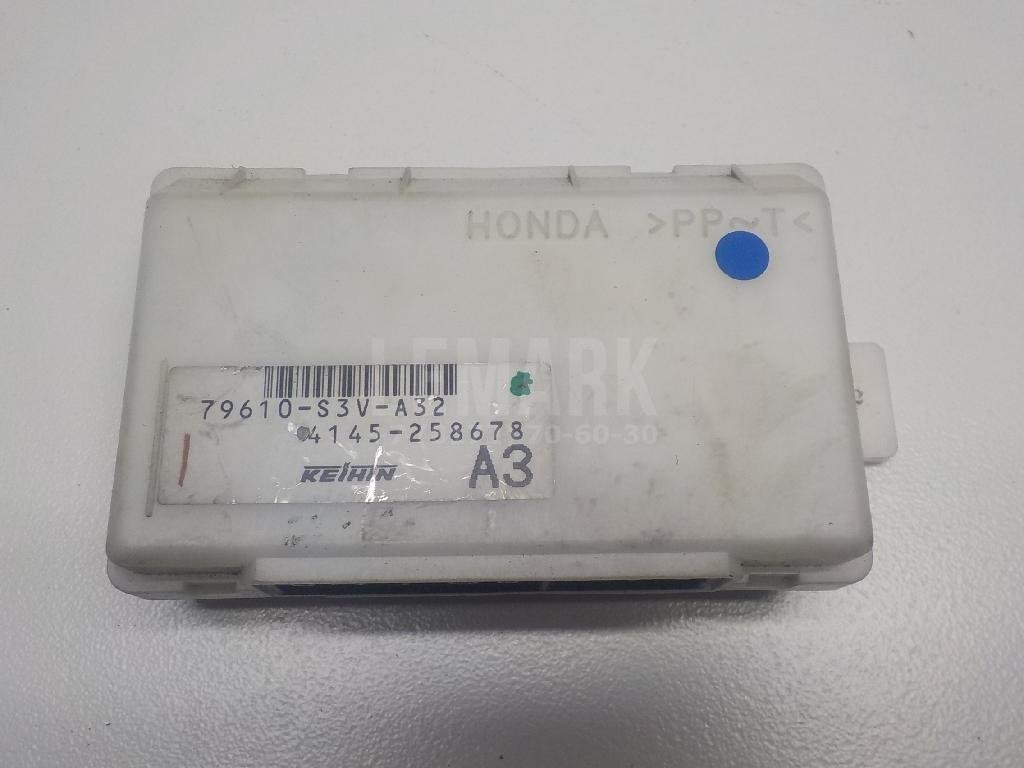 HONDA >PP~T<
LEMARK
79610-S3V-A32
4145-258678
70-60-30
KEIHIN A3